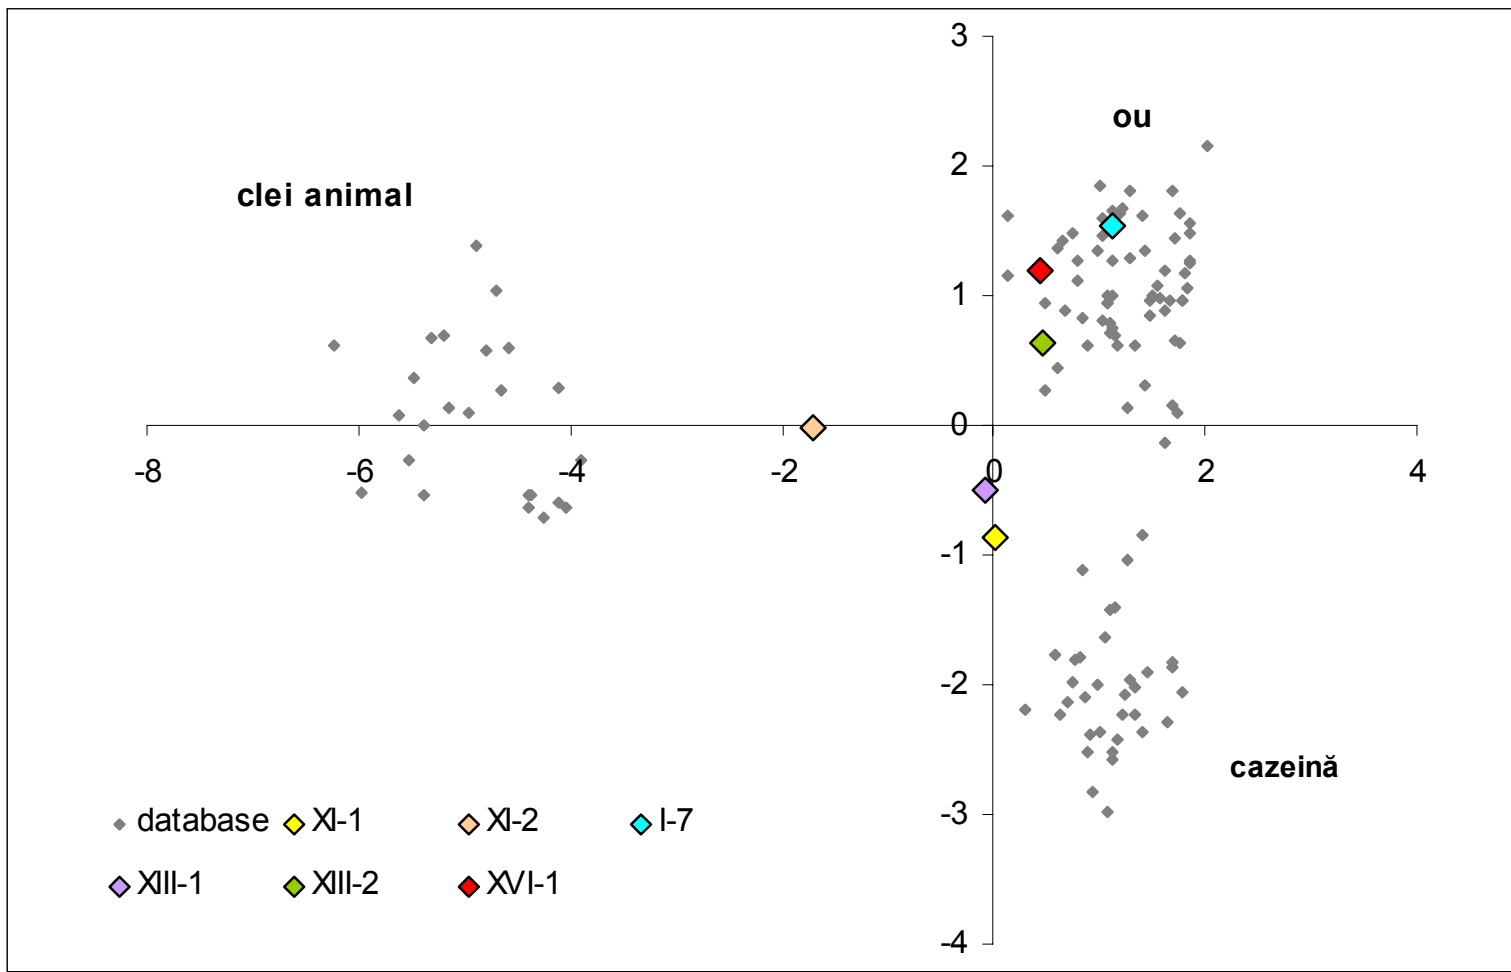 3
ou
2
clei animal
1
0
-8 -6 -4 -2 0 2 4
-1
-2
cazeină
-3
database XI-1 XI-2 I-7
XIII-1 XIII-2 XVI-1
-4